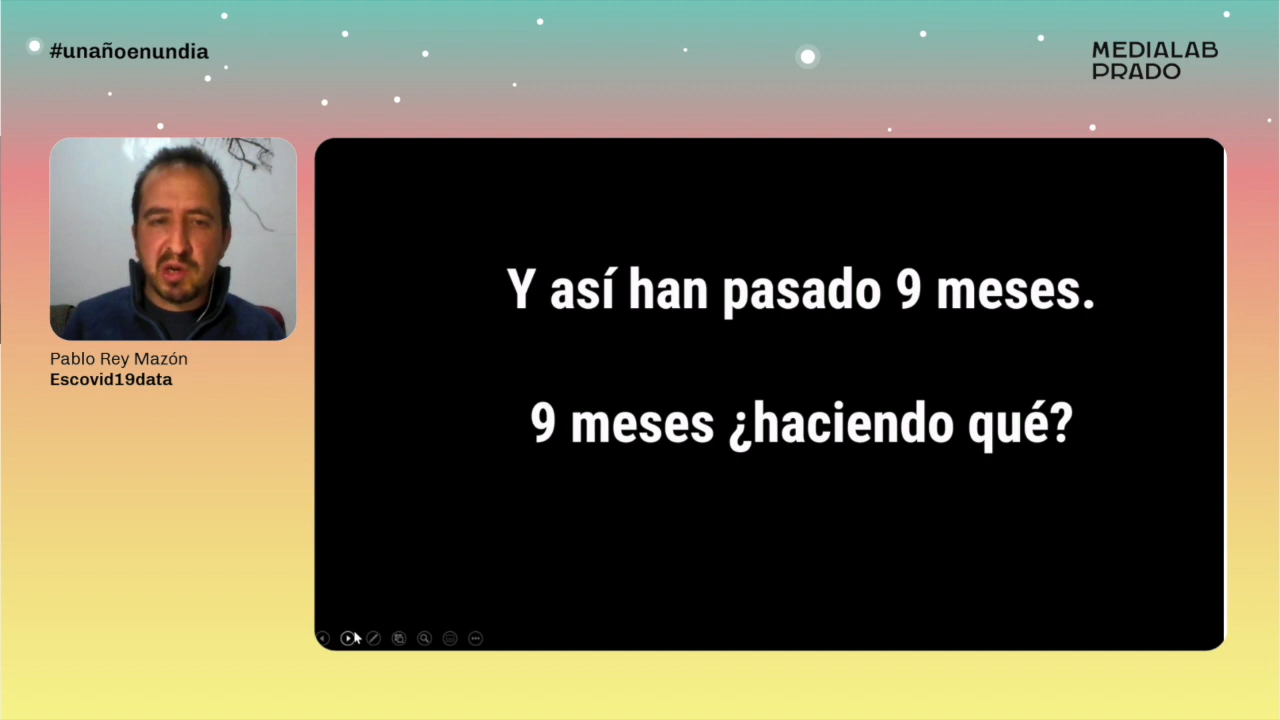 #unañoenundia
MEDIALAB
PRADO
Y así han pasado 9 meses.
9 meses ¿haciendo qué?
Pablo Rey Mazón
Escovid19data